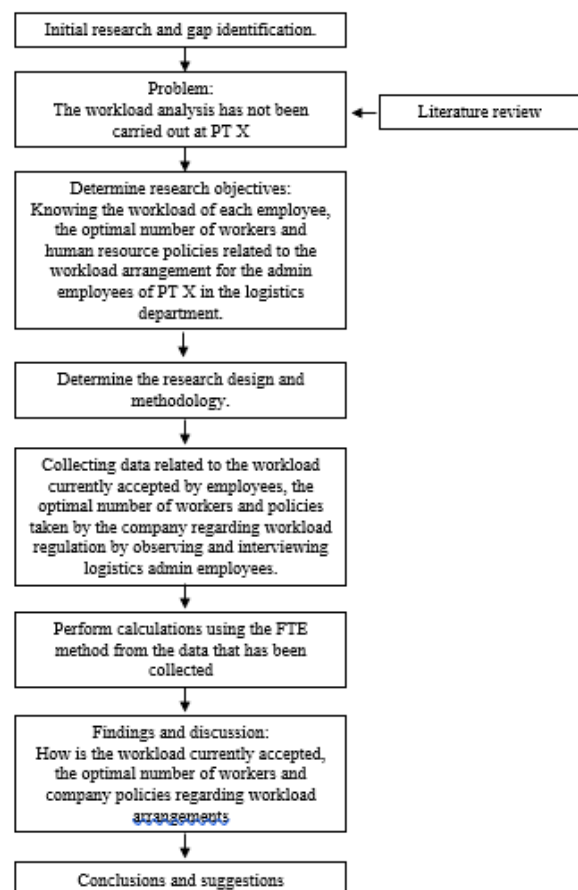 Initial research and gap identification.
Problem:
The workload analysis has not been
carried out at PT X
Literature review
Determine research objectives:
Knowing the workload of each employee,
the optimal number of workers and
human resource policies related to the
workload arrangement for the admin
employees of PT X in the logistics
department.
Determine the research design and
methodology.
Collecting data related to the workload
currently accepted by employees, the
optimal number of workers and policies
taken by the company regarding workload
regulation by observing and interviewing
logistics admin employees.
Perform calculations using the FTE
method from the data that has been
collected
Findings and discussion:
How is the workload currently accepted,
the optimal number of workers and
company policies regarding workload
arrangements
Conclusions and suggestions